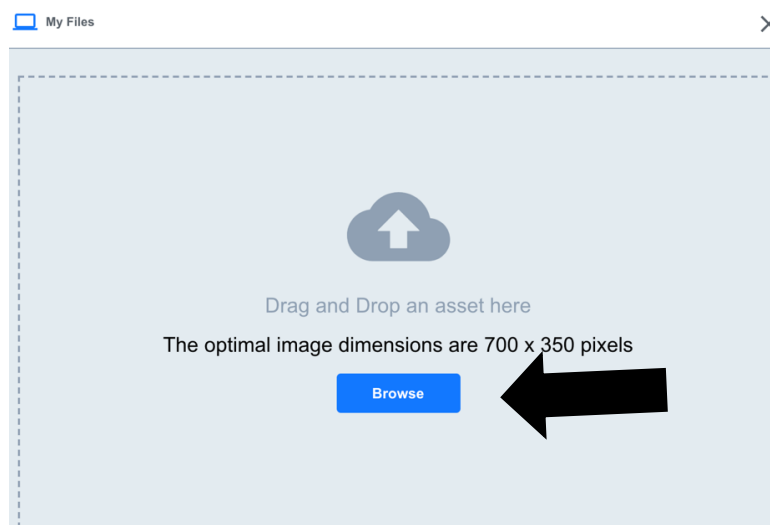 My Files
Drag and Drop an asset here
The optimal image dimensions are 700 x 350 pixels
Browse